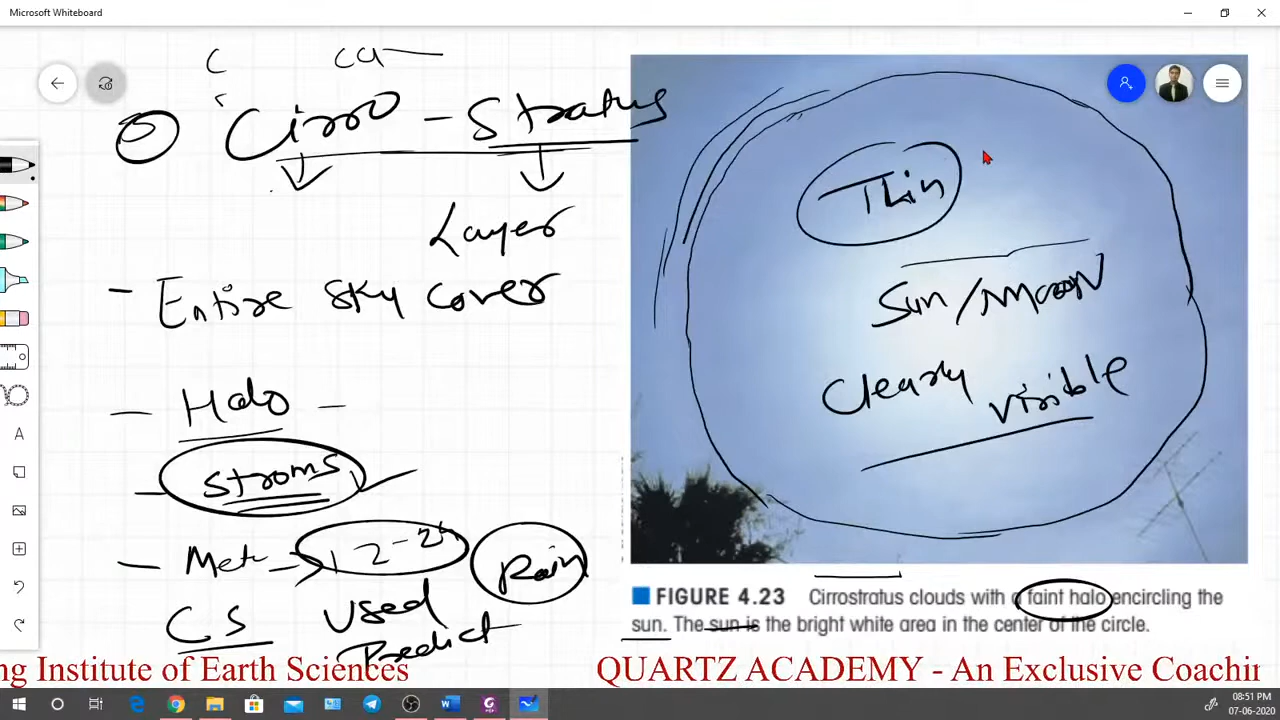 Microsoft Whiteboard
C Ca
Cirro - Stratus
Layer
- Entire sky cover
- Halo -
- stroms
- Met → 12-24 Rain
CS Used
Predict
Thin
Sun/Moon
Clearly
visible
FIGURE 4.23 Cirrostratus clouds with a faint halo encircling the
sun. The sun is the bright white area in the center of the circle.
ng Institute of Earth Sciences QUARTZ ACADEMY - An Exclusive Coachir
08:51 PM
07-06-2020